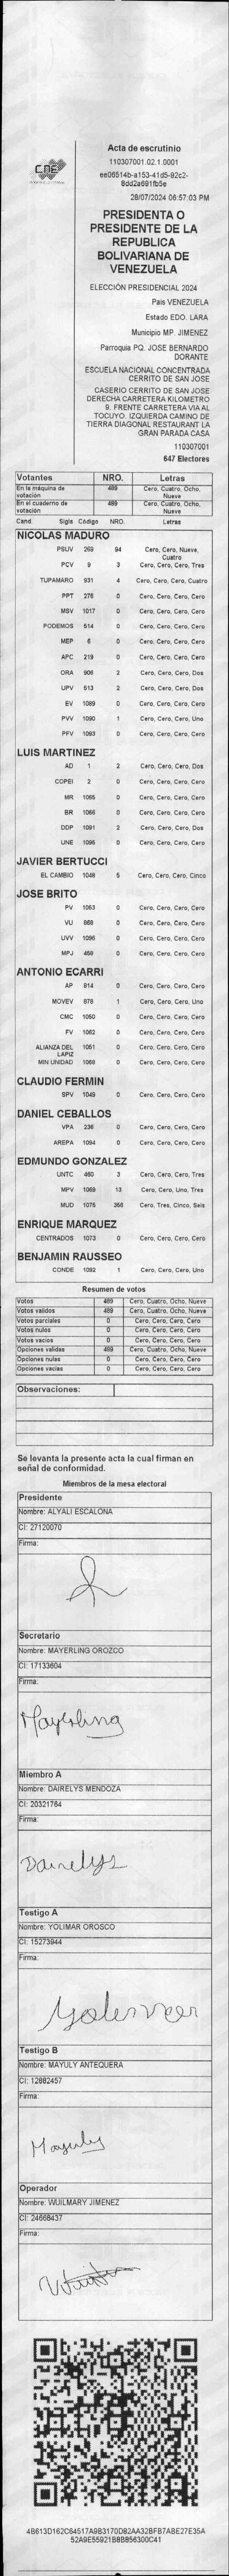 CNE
Acta de escrutinio
110307001.02.1.0001
ee06514b-a153-41d5-92c2-
8dd2a691fb5e
28/07/2024 06:57:03 PM
PRESIDENTA O
PRESIDENTE DE LA
REPUBLICA
BOLIVARIANA DE
VENEZUELA
ELECCIÓN PRESIDENCIAL 2024
Pais VENEZUELA
Estado EDO. LARA
Municipio MP. JIMENEZ
Parroquia PQ. JOSE BERNARDO
DORANTE
ESCUELA NACIONAL CONCENTRADA
CERRITO DE SAN JOSE
CASERIO CERRITO DE SAN JOSE
DERECHA CARRETERA KILOMETRO
9. FRENTE CARRETERA VIA AL
TOCUYO. IZQUIERDA CAMINO DE
TIERRA DIAGONAL RESTAURANT LA
GRAN PARADA CASA
110307001
647 Electores
Votantes NRO. Letras
En la máquina de votación 489 Cero, Cuatro, Ocho, Nueve
En el cuaderno de votación 489 Cero, Cuatro, Ocho, Nueve
Cand Sigls Código NRO. Letras
NICOLAS MADURO
PSUV 269 94 Cero, Cero, Nueve, Cuatro
PCV 9 3 Cero, Cero, Cero, Tres
TUPAMARO 931 4 Cero, Cero, Cero, Cuatro
PPT 276 0 Cero, Cero, Cero, Cero
MSV 1017 0 Cero, Cero, Cero, Cero
PODEMOS 514 0 Cero, Cero, Cero, Cero
MEP 6 0 Cero, Cero, Cero, Cero
APC 219 0 Cero, Cero, Cero, Cero
ORA 906 2 Cero, Cero, Cero, Dos
UPV 513 2 Cero, Cero, Cero, Dos
EV 1089 0 Cero, Cero, Cero, Cero
PVV 1090 1 Cero, Cero, Cero, Uno
PFV 1093 0 Cero, Cero, Cero, Cero
LUIS MARTINEZ
AD 1 2 Cero, Cero, Cero, Dos
COPEI 2 0 Cero, Cero, Cero, Cero
MR 1065 0 Cero, Cero, Cero, Cero
BR 1066 0 Cero, Cero, Cero, Cero
DDP 1091 2 Cero, Cero, Cero, Dos
UNE 1096 0 Cero, Cero, Cero, Cero
JAVIER BERTUCCI
EL CAMBIO 1048 5 Cero, Cero, Cero, Cinco
JOSE BRITO
PV 1053 0 Cero, Cero, Cero, Cero
VU 868 0 Cero, Cero, Cero, Cero
UVV 1095 0 Cero, Cero, Cero, Cero
MPJ 458 0 Cero, Cero, Cero, Cero
ANTONIO ECARRI
AP 814 0 Cero, Cero, Cero, Cero
MOVEV 878 1 Cero, Cero, Cero, Uno
CMC 1050 0 Cero, Cero, Cero, Cero
FV 1062 0 Cero, Cero, Cero, Cero
ALIANZA DEL LAPIZ 1051 0 Cero, Cero, Cero, Cero
MIN UNIDAD 1068 0 Cero, Cero, Cero, Cero
CLAUDIO FERMIN
SPV 1049 0 Cero, Cero, Cero, Cero
DANIEL CEBALLOS
VPA 236 0 Cero, Cero, Cero, Cero
AREPA 1094 0 Cero, Cero, Cero, Cero
EDMUNDO GONZALEZ
UNTC 460 3 Cero, Cero, Cero, Tres
MPV 1069 13 Cero, Cero, Uno, Tres
MUD 1075 356 Cero, Tres, Cinco, Seis
ENRIQUE MARQUEZ
CENTRADOS 1073 0 Cero, Cero, Cero, Cero
BENJAMIN RAUSSEO
CONDE 1092 1 Cero, Cero, Cero, Uno
Resumen de votos
Votos 489 Cero, Cuatro, Ocho, Nueve
Votos validos 489 Cero, Cuatro, Ocho, Nueve
Votos parciales 0 Cero, Cero, Cero, Cero
Votos nulos 0 Cero, Cero, Cero, Cero
Votos vacios 0 Cero, Cero, Cero, Cero
Opciones validas 489 Cero, Cuatro, Ocho, Nueve
Opciones nulas 0 Cero, Cero, Cero, Cero
Opciones vacias 0 Cero, Cero, Cero, Cero
Observaciones:
Se levanta la presente acta la cual firman en
señal de conformidad.
Miembros de la mesa electoral
Presidente
Nombre: ALYALI ESCALONA
CI: 27120070
Firma:
Secretario
Nombre: MAYERLING OROZCO
CI: 17133604
Firma:
Mayerling
Miembro A
Nombre: DAIRELYS MENDOZA
CI: 20321764
Firma:
Dairelys
Testigo A
Nombre: YOLIMAR OROSCO
CI: 15273944
Firma:
Testigo B
Nombre: MAYULY ANTEQUERA
CI: 12882457
Firma:
Mayuly
Operador
Nombre: WUILMARY JIMENEZ
CI: 24668437
Firma:
4B613D162C64517A9B3170D82AA32BFB7ABE27E35A
52A9E55921B8B856300C41